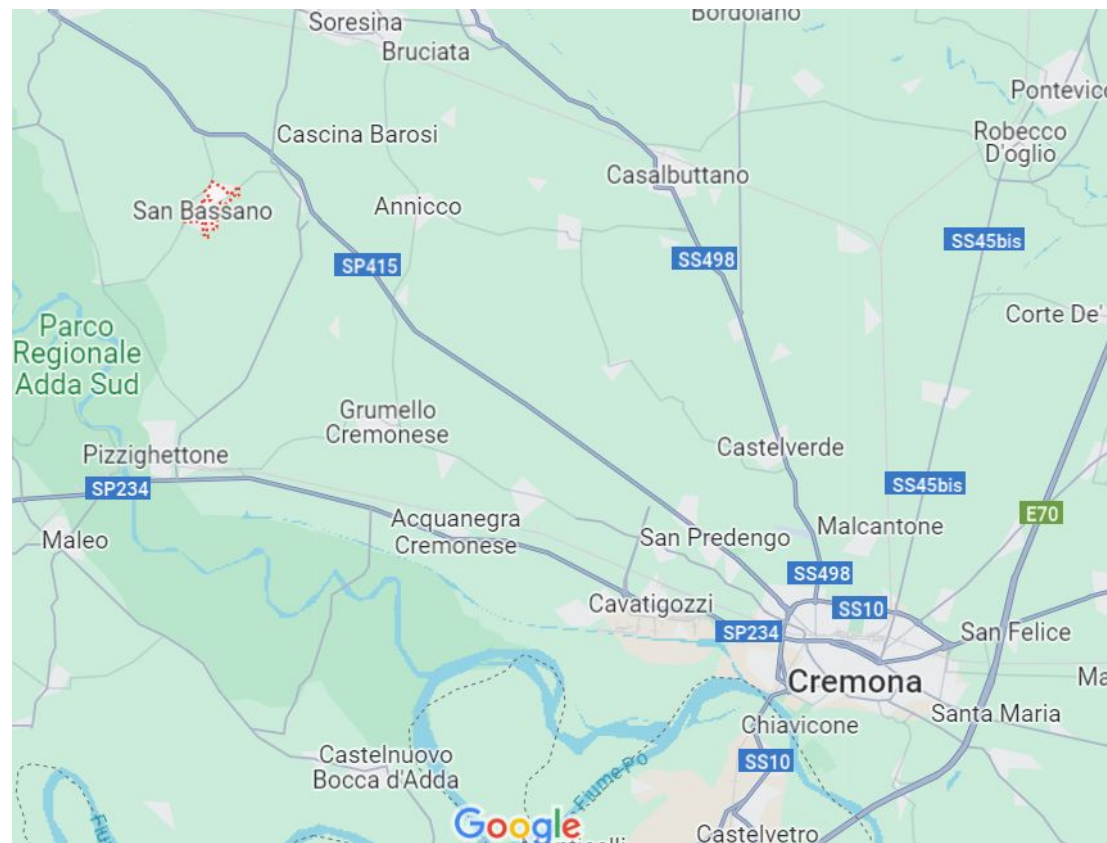 Soresina
Bordolano
Bruciata
Pontevico
Cascina Barosi
Robecco
D'oglio
Casalbuttano
San Bassano
Annicco
SS45bis
SP415
SS498
Corte De'
Parco
Regionale
Adda Sud
Grumello
Cremonese
Castelverde
Pizzighettone
SP234
SS45bis
E70
Acquanegra
Cremonese
Malcantone
San Predengo
Maleo
SS498
Cavatigozzi
SS10
SP234
San Felice
Cremona
Ma
Santa Maria
Chiavicone
Castelnuovo
Bocca d'Adda
SS10
Fiume Po
Fiu
Google
Castelvetro